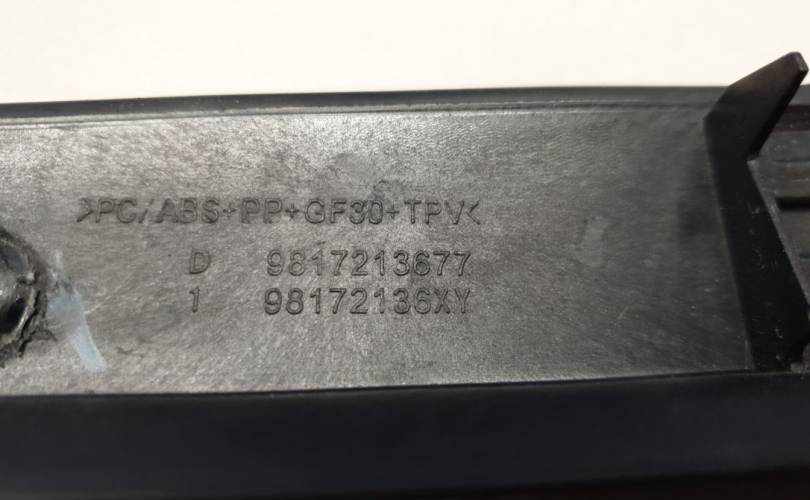 >PC/ABS+PP+GF30+TPV<
D 9817213677
1 98172136XY